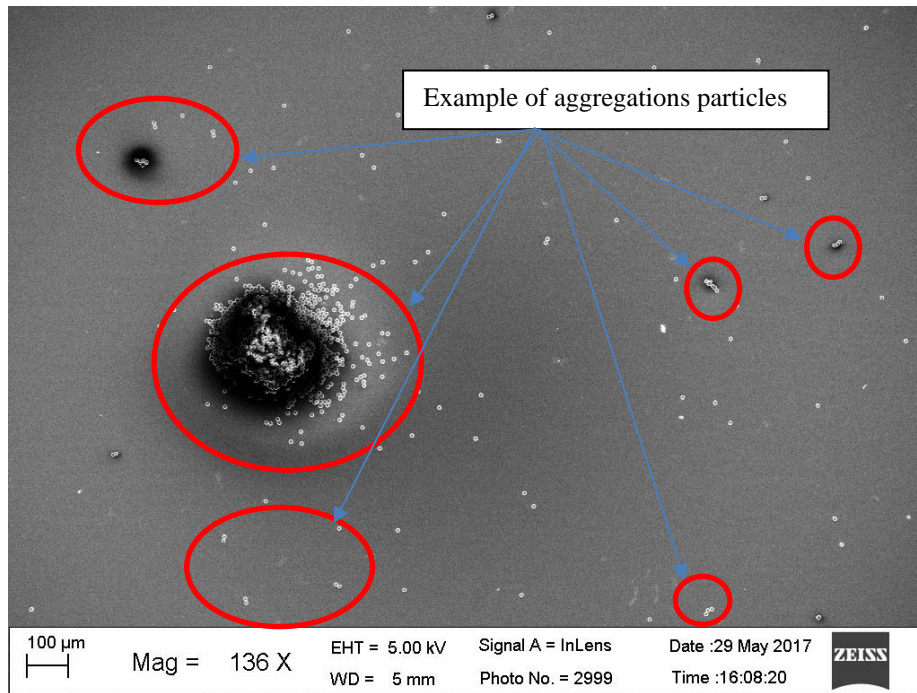 Example of aggregations particles
100 µm
Mag = 136 X
EHT = 5.00 kV
WD = 5 mm
Signal A = InLens
Photo No. = 2999
Date :29 May 2017
Time :16:08:20
ZEISS